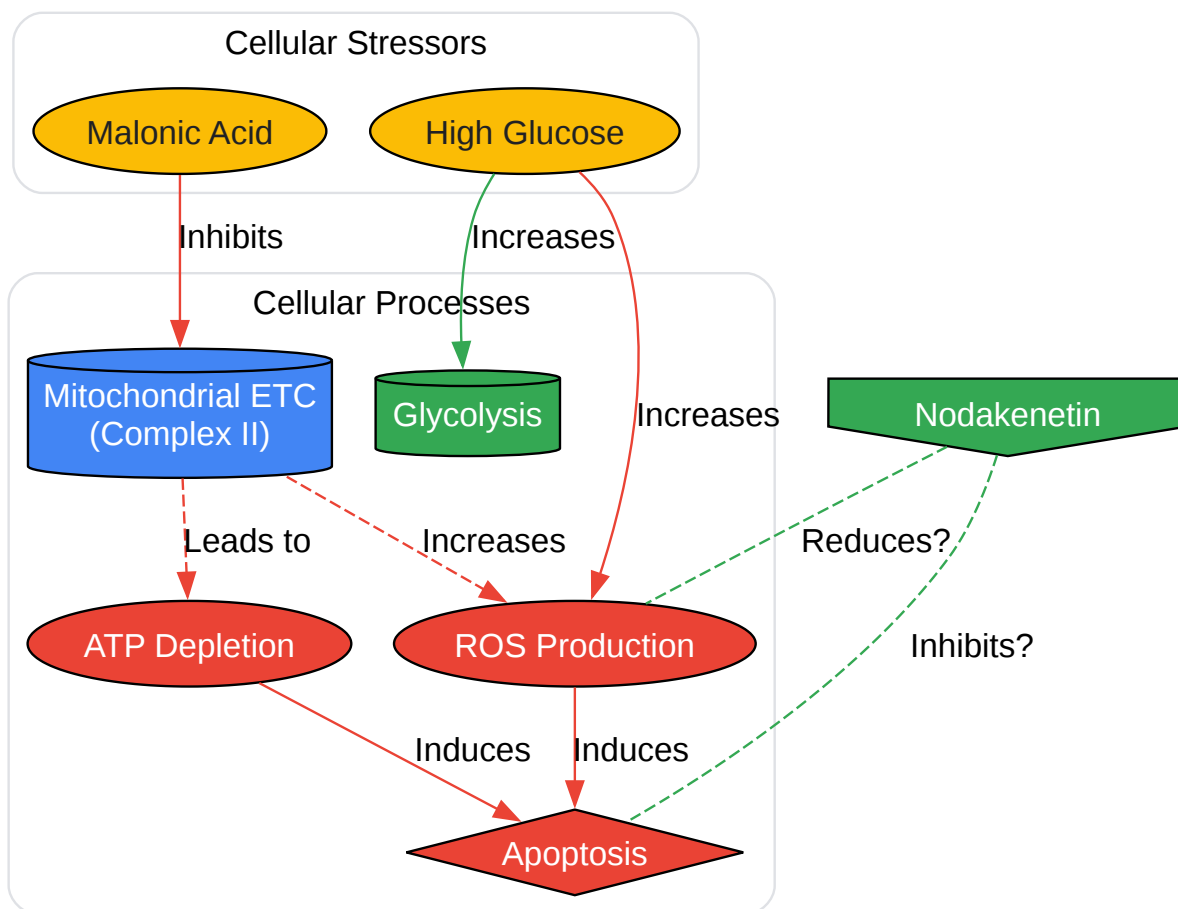 Cellular Stressors
Malonic Acid
High Glucose
Inhibits
Increases
Cellular Processes
Mitochondrial ETC
(Complex II)
Glycolysis
Increases
Nodakenetin
Leads to
Increases
Reduces?
ATP Depletion
ROS Production
Inhibits?
Induces
Induces
Apoptosis